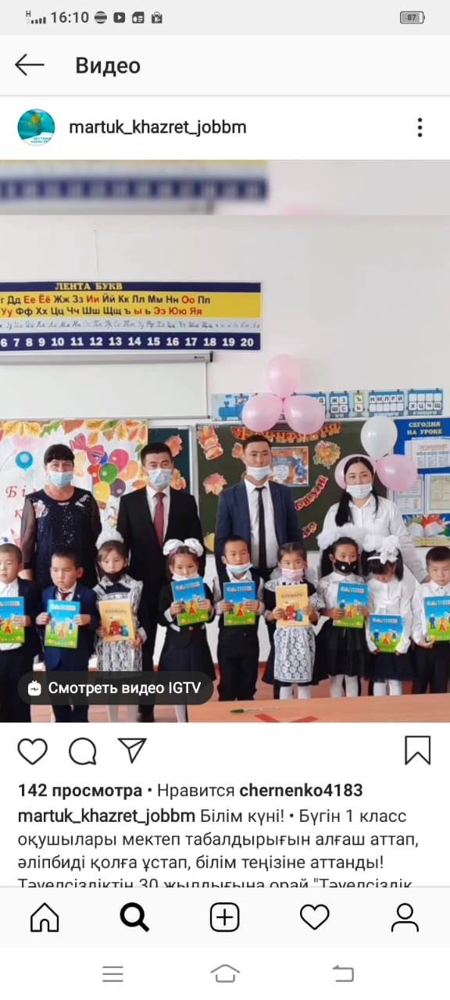 16:10
87
Видео
martuk_khazret_jobbm
ЛЕНТА БУКВ
г Дд Ее Ёё Жж Зз Ии Йй Кк Лл Мм Нн Оо Пп
Уу Фф Хх Цц Чч Шш Щщ Ъ Ы Ь Ээ Юю Яя
6 7 8 9 10 11 12 13 14 15 16 17 18 19 20
СЕГОДНЯ
НА УРОКЕ
БУКВАРЬ
Смотреть видео IGTV
142 просмотра • Нравится chernenko4183
martuk_khazret_jobbm Білім күні! • Бүгін 1 класс
оқушылары мектеп табалдырығын алғаш аттап,
әліпбиді қолға ұстап, білім теңізіне аттанды!
Тәуелсіздіктің 30 жылдығына орай "Тәуелсіздік